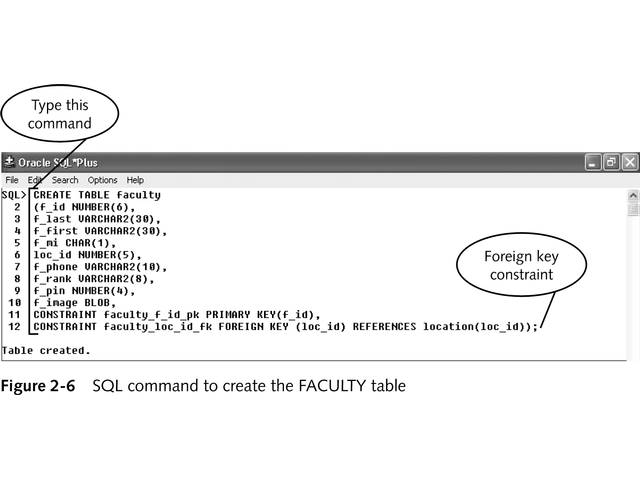 Type this
command
Oracle SQL*Plus
File Edit Search Options Help
SQL> CREATE TABLE faculty
2 (f_id NUMBER(6),
3 f_last VARCHAR2(30),
4 f_first VARCHAR2(30),
5 f_mi CHAR(1),
6 loc_id NUMBER(5),
7 f_phone VARCHAR2(10),
8 f_rank VARCHAR2(8),
9 f_pin NUMBER(4),
10 f_image BLOB,
11 CONSTRAINT faculty_f_id_pk PRIMARY KEY(f_id),
12 CONSTRAINT faculty_loc_id_fk FOREIGN KEY (loc_id) REFERENCES location(loc_id));
Foreign key
constraint
Table created.
Figure 2-6 SQL command to create the FACULTY table